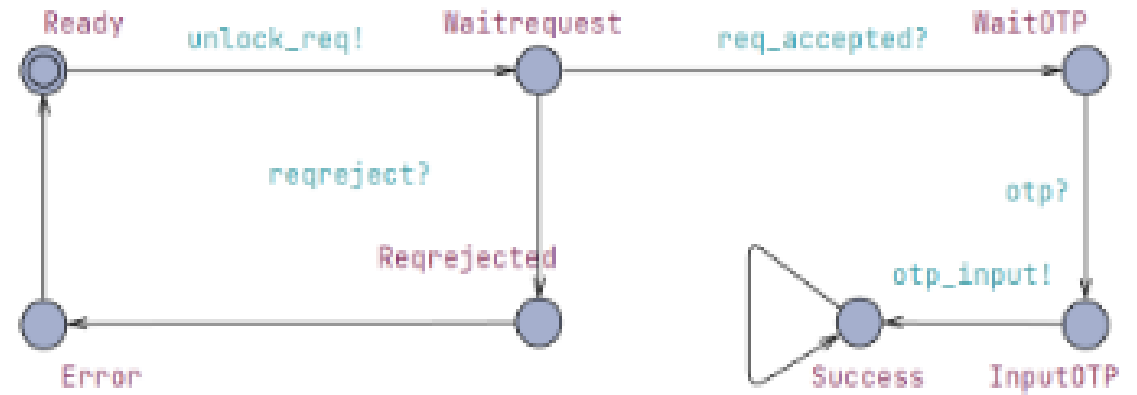 Ready
unlock_req!
Waitrequest
req_accepted?
WaitOTP
reqreject?
otp?
Reqrejected
otp_input!
Error
Success
InputOTP